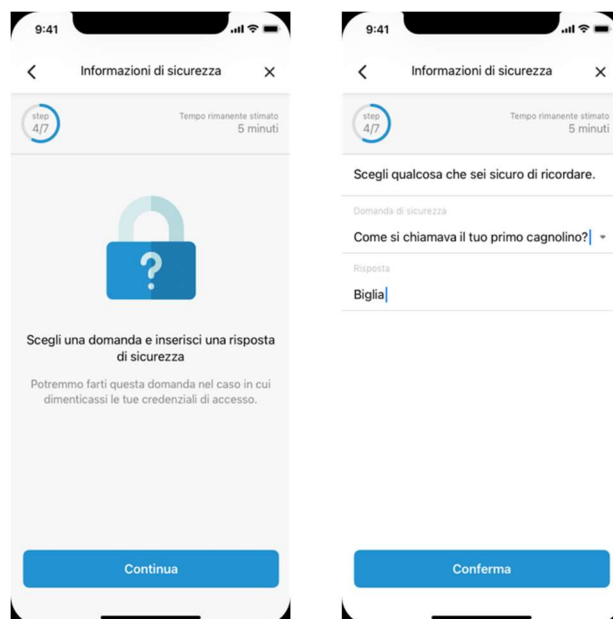 9:41
Informazioni di sicurezza
step
4/7
Tempo rimanente stimato
5 minuti
?
Scegli una domanda e inserisci una risposta
di sicurezza
Potremmo farti questa domanda nel caso in cui
dimenticassi le tue credenziali di accesso.
Continua
9:41
Informazioni di sicurezza
step
4/7
Tempo rimanente stimato
5 minuti
Scegli qualcosa che sei sicuro di ricordare.
Domanda di sicurezza
Come si chiamava il tuo primo cagnolino?
Risposta
Biglia
Conferma